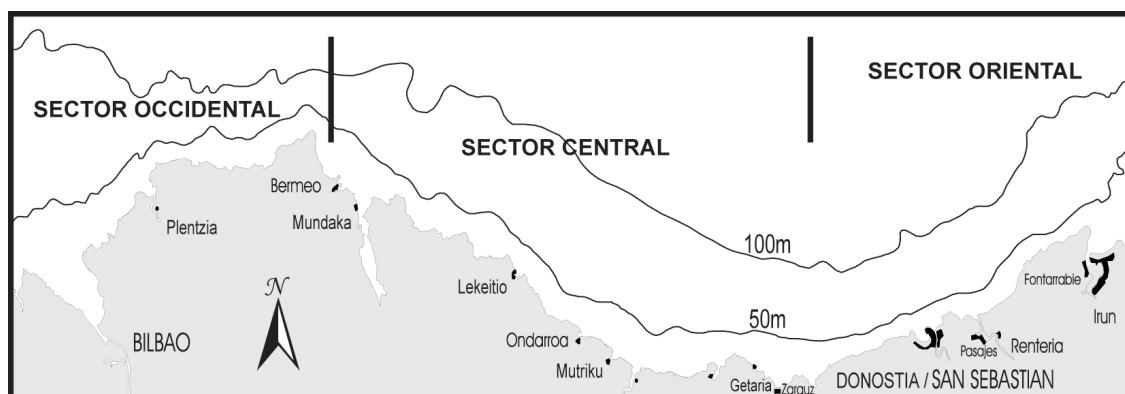 SECTOR ORIENTAL
SECTOR OCCIDENTAL
SECTOR CENTRAL
Bermeo
Mundaka
Plentzia
100m
Lekeitio
Fontarrabie
N
Irun
50m
BILBAO
Ondarroa
Pasajes
Renteria
Mutriku
Getaria
Zarauz
DONOSTIA / SAN SEBASTIAN